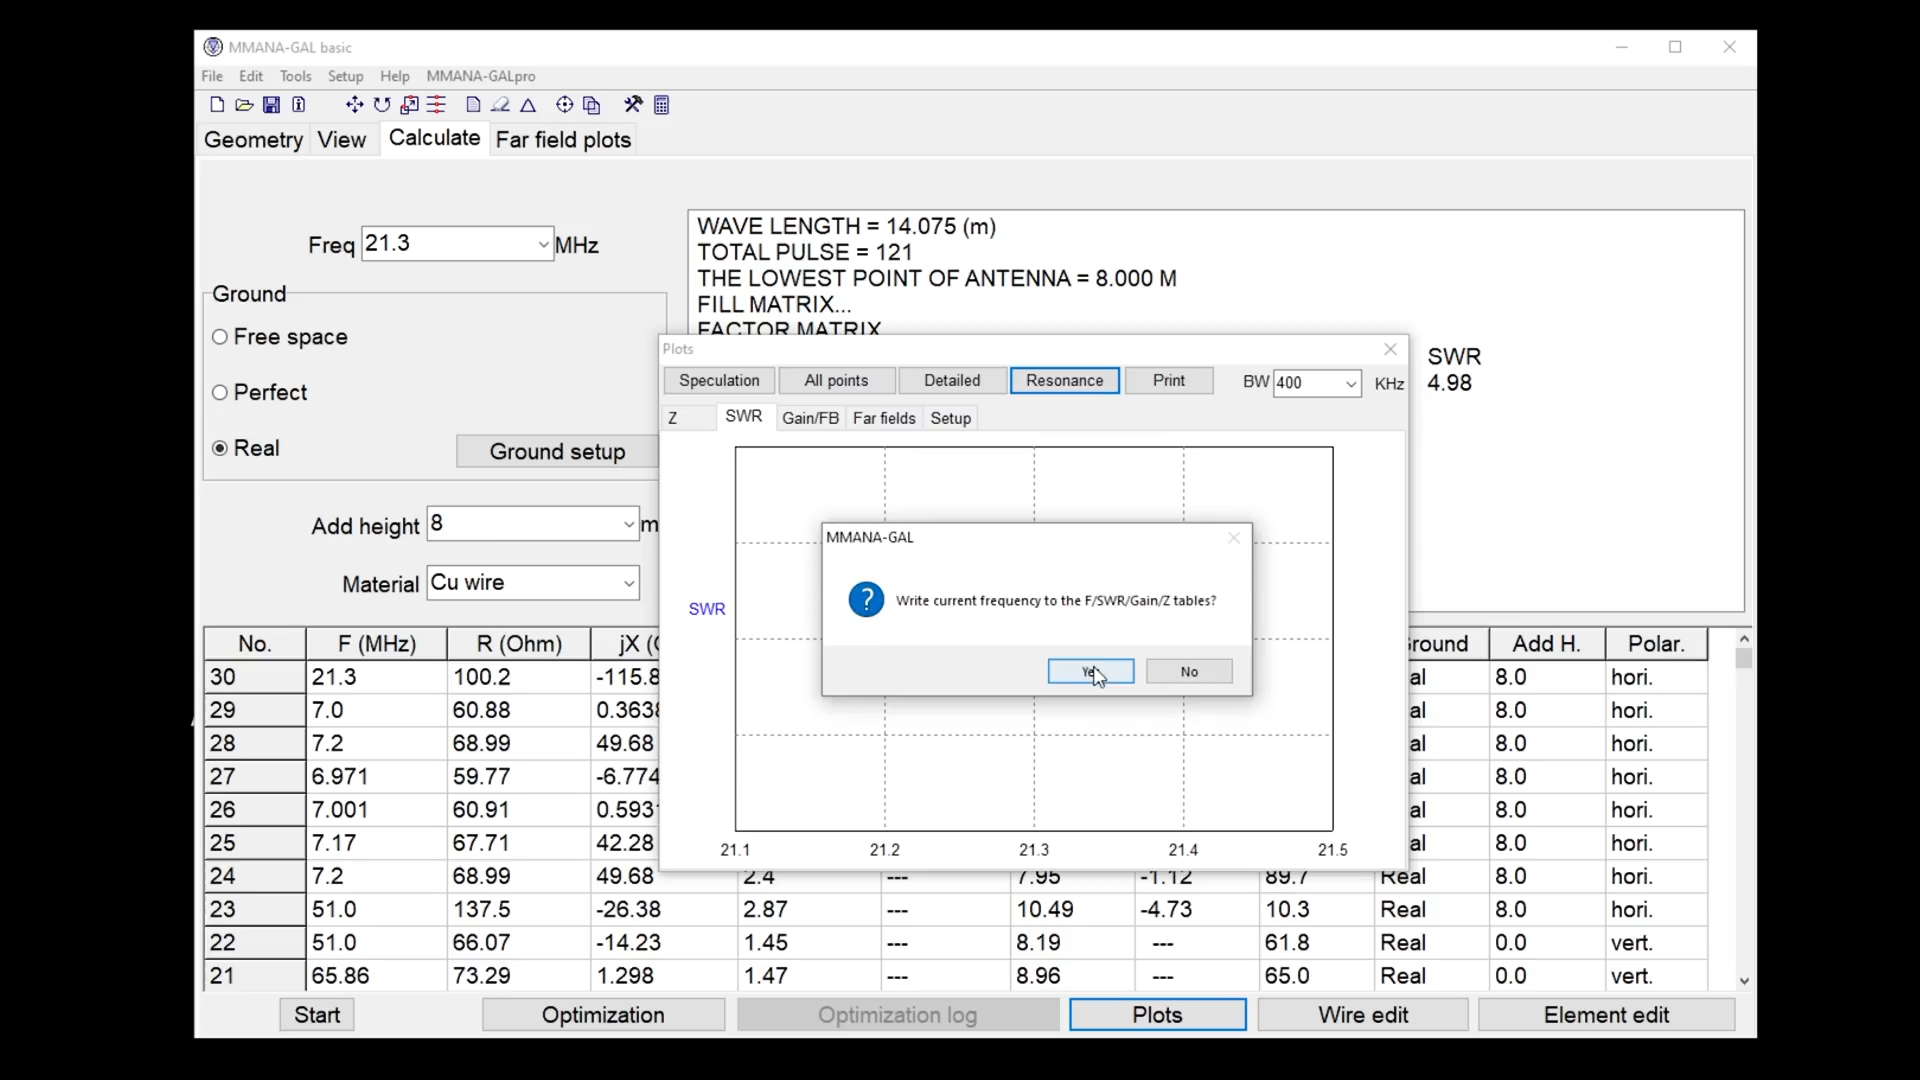 MMANA-GAL basic
File Edit Tools Setup Help MMANA-GALpro
Geometry View Calculate Far field plots
Freq 21.3 MHz
Ground
Free space
Perfect
Real
Ground setup
Add height 8 m
Material Cu wire
WAVE LENGTH = 14.075 (m)
TOTAL PULSE = 121
THE LOWEST POINT OF ANTENNA = 8.000 M
FILL MATRIX...
FACTOR MATRIX
SWR
4.98
Plots
Speculation All points Detailed Resonance Print BW 400 KHz
Z SWR Gain/FB Far fields Setup
SWR
21.1 21.2 21.3 21.4 21.5
MMANA-GAL
Write current frequency to the F/SWR/Gain/Z tables?
No
No. F (MHz) R (Ohm) jX Add H. Polar.
30 21.3 100.2 -115.8 8.0 hori.
29 7.0 60.88 8.0 hori.
28 7.2 68.99 49.68 8.0 hori.
27 6.971 59.77 -6.774 8.0 hori.
26 7.001 60.91 8.0 hori.
25 7.17 67.71 42.28 8.0 hori.
24 7.2 68.99 49.68 2.4 --- 7.95 -1.12 89.7 Real 8.0 hori.
23 51.0 137.5 -26.38 2.87 --- 10.49 -4.73 10.3 Real 8.0 hori.
22 51.0 66.07 -14.23 1.45 --- 8.19 --- 61.8 Real 0.0 vert.
21 65.86 73.29 1.298 1.47 --- 8.96 --- 65.0 Real 0.0 vert.
Start Optimization Optimization log Plots Wire edit Element edit